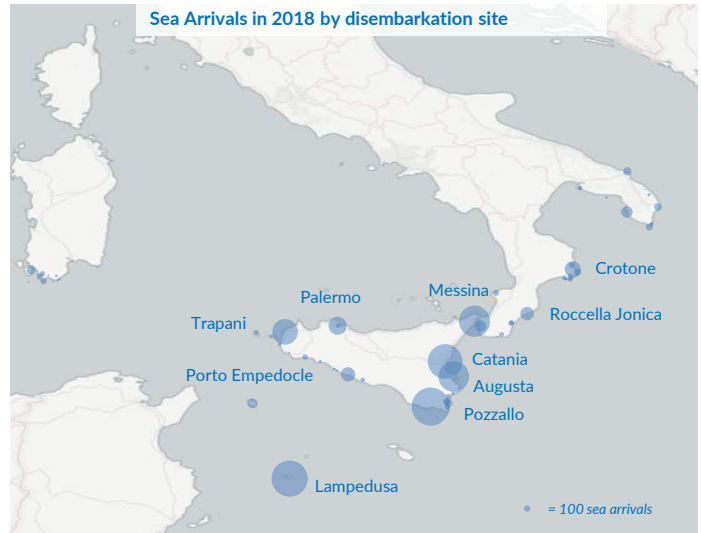 Sea Arrivals in 2018 by disembarkation site
Crotone
Messina
Palermo
Roccella Jonica
Trapani
Catania
Porto Empedocle
Augusta
Pozzallo
Lampedusa
= 100 sea arrivals